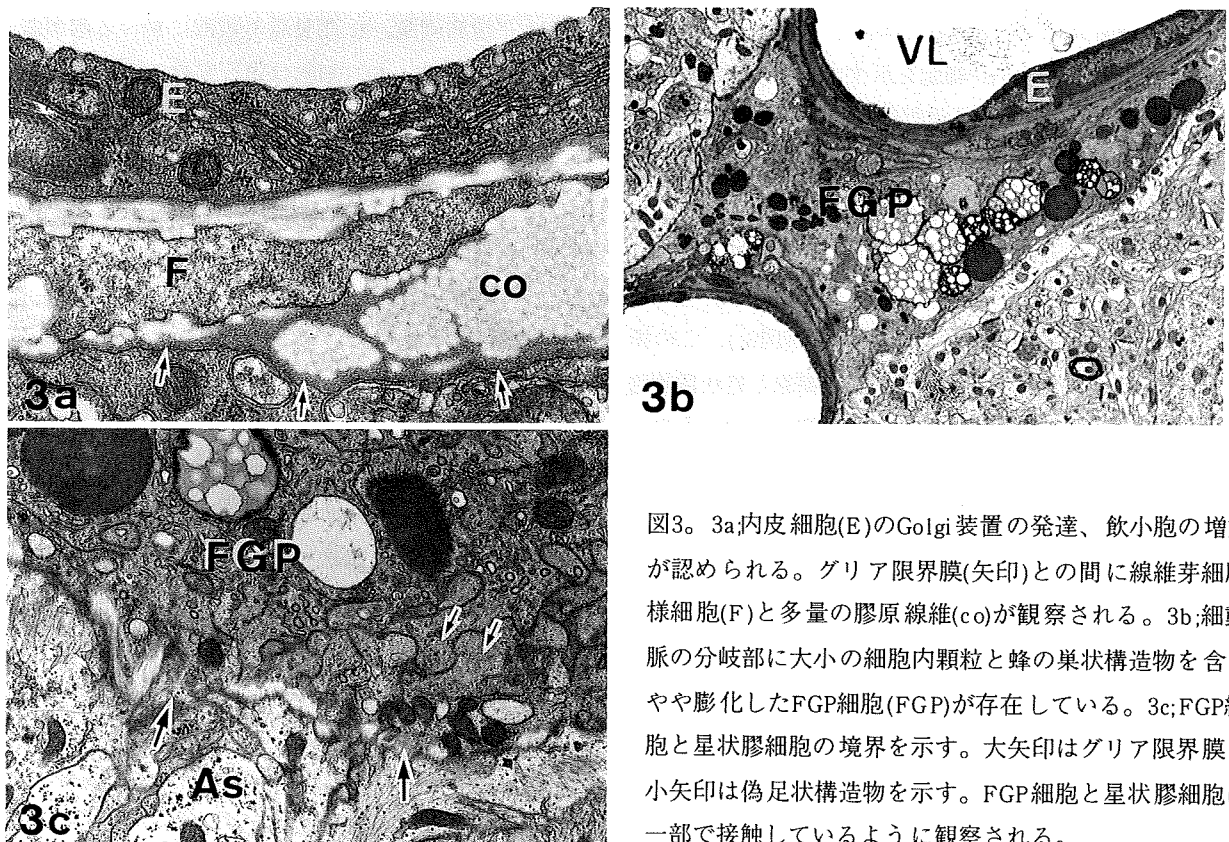 E
F
co
3a
VL
E
FGP
3b
FGP
As
3c
図3。3a;内皮細胞(E)のGolgi装置の発達、飲小胞の増
が認められる。グリア限界膜(矢印)との間に線維芽細
様細胞(F)と多量の膠原線維(co)が観察される。3b;細
脈の分岐部に大小の細胞内顆粒と蜂の巣状構造物を含
やや膨化したFGP細胞(FGP)が存在している。3c;FGP
胞と星状膠細胞の境界を示す。大矢印はグリア限界膜
小矢印は偽足状構造物を示す。FGP細胞と星状膠細胞
一部で接触しているように観察される。